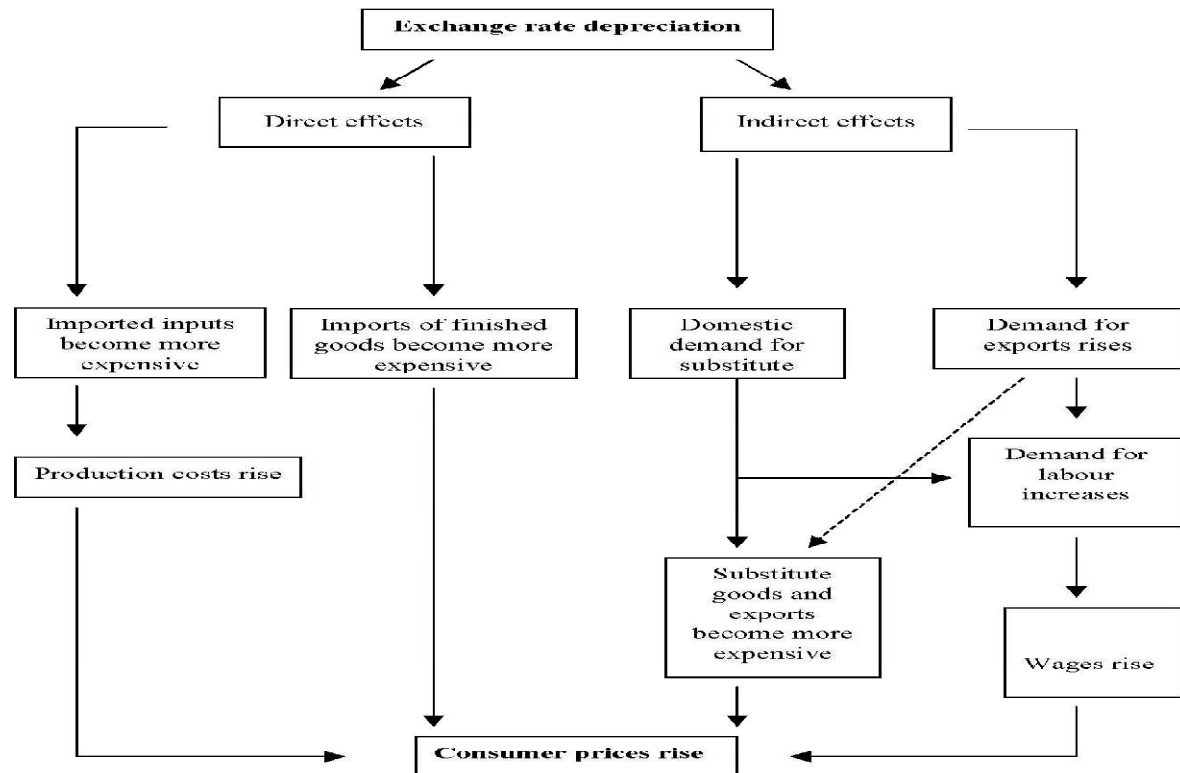 Exchange rate depreciation
Direct effects
Indirect effects
Imported inputs
become more
expensive
Imports of finished
goods become more
expensive
Domestic
demand for
substitute
Demand for
exports rises
Production costs rise
Demand for
labour
increases
Substitute
goods and
exports
become more
expensive
Wages rise
Consumer prices rise